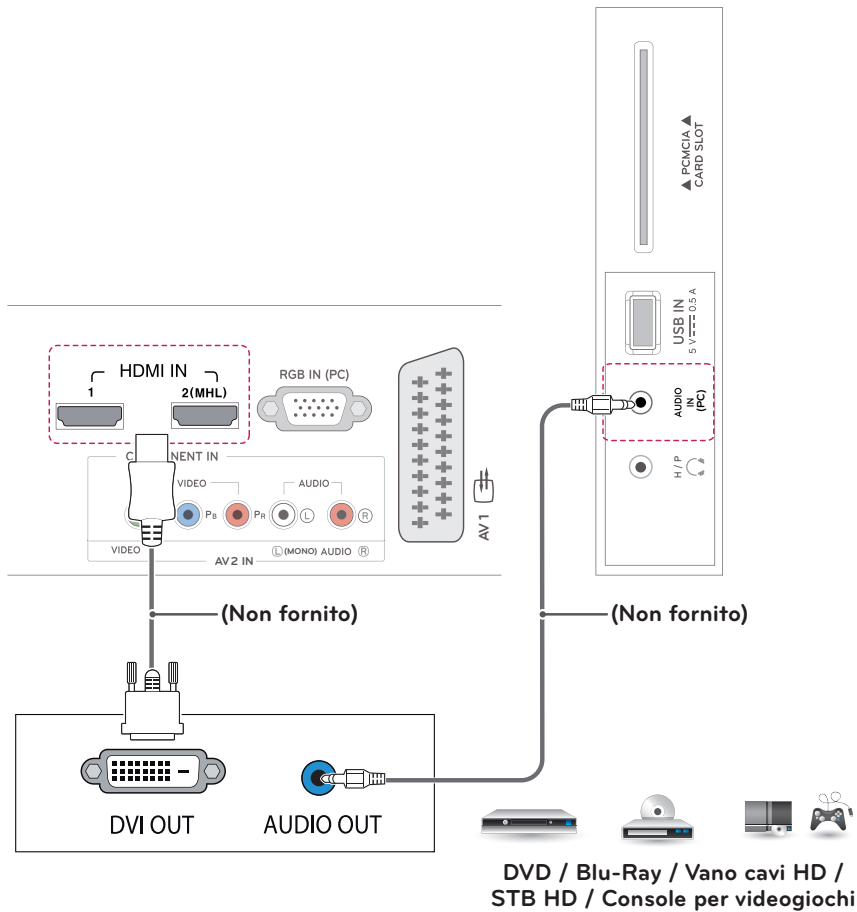 ▲ PCMCIA ▲
CARD SLOT
USB IN
5 V 0.5 A
AUDIO
IN
(PC)
H / P
HDMI IN
1
2(MHL)
RGB IN (PC)
NENT IN
VIDEO
AUDIO
PB
PR
L
R
VIDEO
L (MONO) AUDIO R
AV2 IN
AV1
(Non fornito)
(Non fornito)
DVI OUT
AUDIO OUT
DVD / Blu-Ray / Vano cavi HD /
STB HD / Console per videogiochi